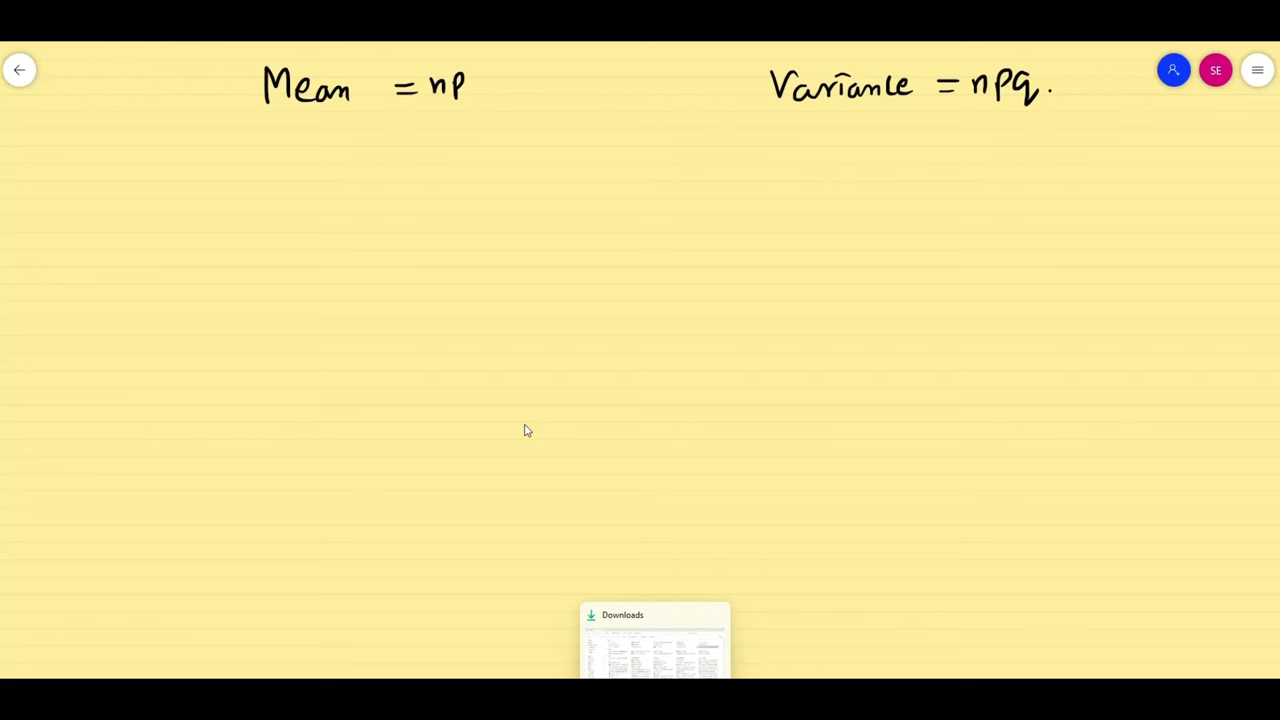 Mean = np Variance = npq.
SE
Downloads